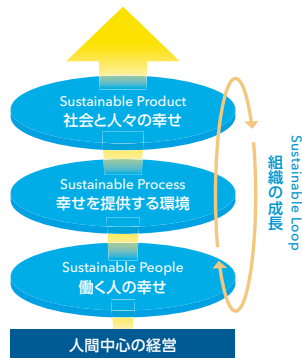 Sustainable Product
社会と人々の幸せ
Sustainable Process
幸せを提供する環境
Sustainable People
働く人の幸せ
人間中心の経営
Sustainable Loop
組織の成長